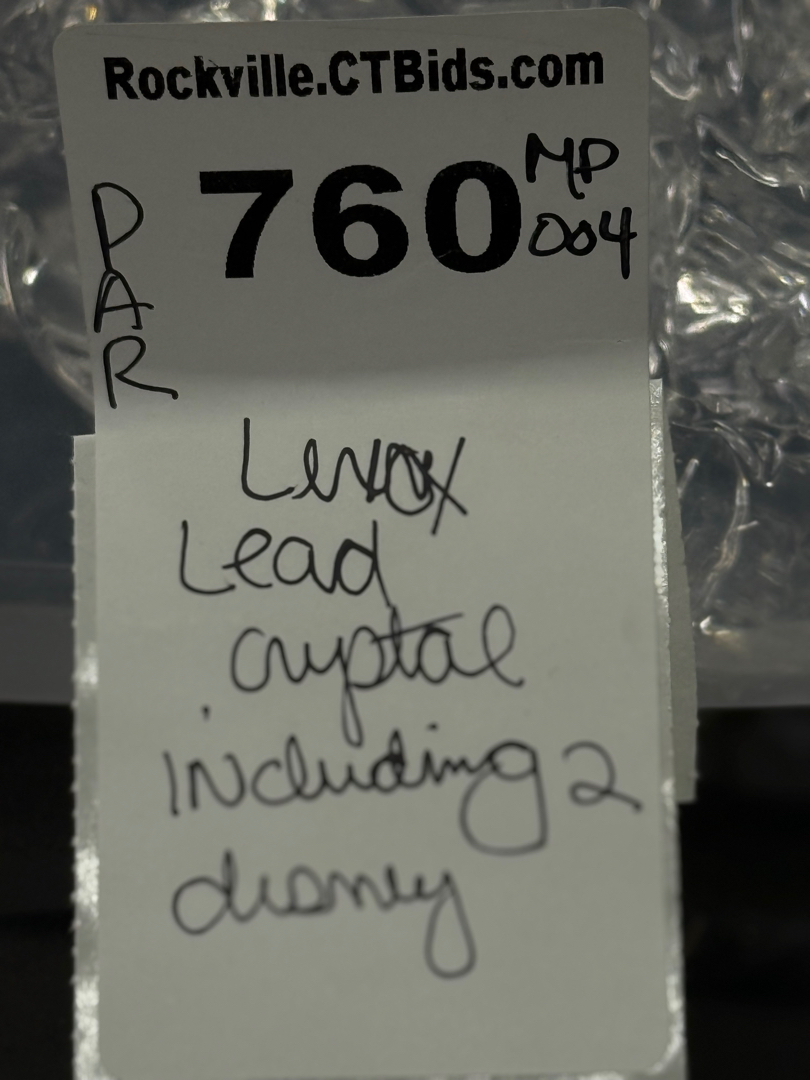 Rockville.CTBids.com
PAR
760
MP
004
Lenox
Lead
crystal
including 2
disney